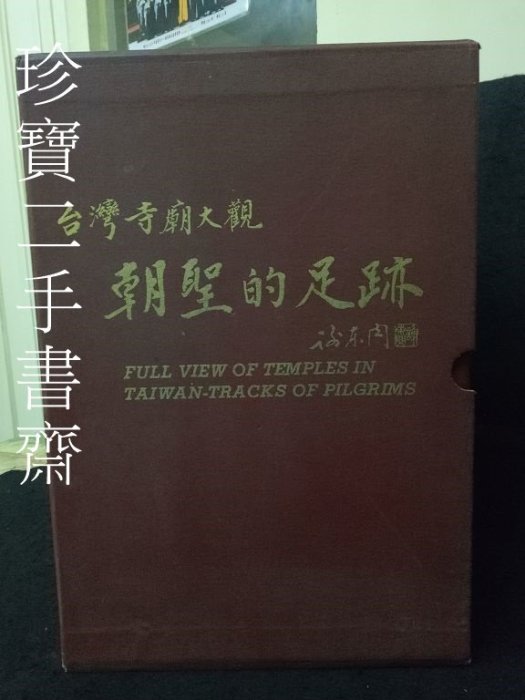 珍寶二手書齋
台灣寺廟大觀
朝聖的足跡
FULL VIEW OF TEMPLES IN
TAIWAN-TRACKS OF PILGRIMS